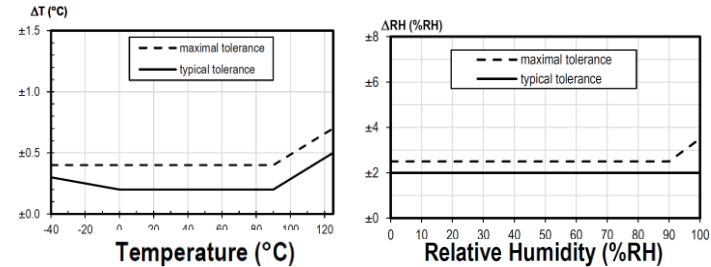 ΔT (°C)
±1.5
±1.0
±0.5
±0.0
maximal tolerance
typical tolerance
-40 -20 0 20 40 60 80 100 120
Temperature (°C)
ΔRH (%RH)
±8
±6
±4
±2
±0
maximal tolerance
typical tolerance
0 10 20 30 40 50 60 70 80 90 100
Relative Humidity (%RH)